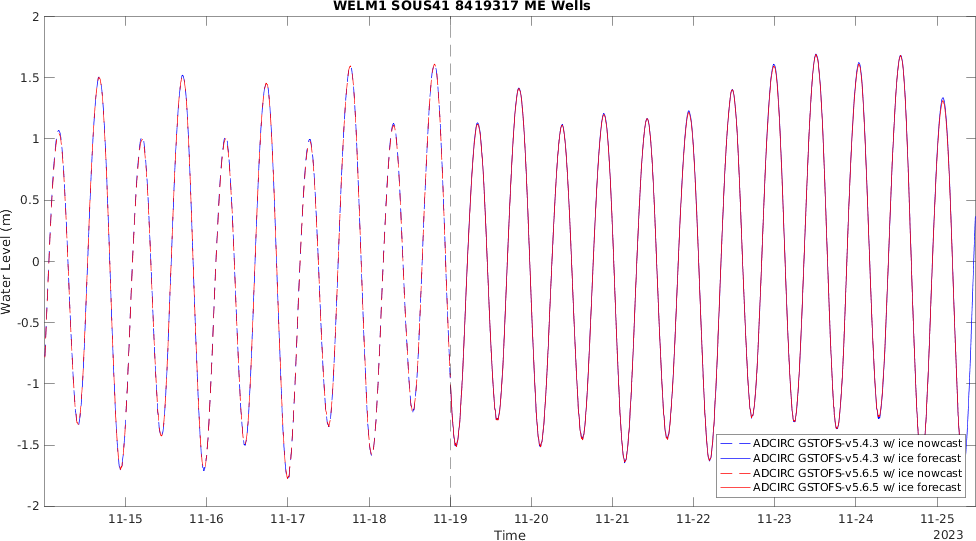 WELM1 SOUS41 8419317 ME Wells
Water Level (m)
2
1.5
1
0.5
0
-0.5
-1
-1.5
-2
ADCIRC GSTOFS-v5.4.3 w/ ice nowcast
ADCIRC GSTOFS-v5.4.3 w/ ice forecast
ADCIRC GSTOFS-v5.6.5 w/ ice nowcast
ADCIRC GSTOFS-v5.6.5 w/ ice forecast
11-15 11-16 11-17 11-18 11-19 11-20 11-21 11-22 11-23 11-24 11-25
Time
2023